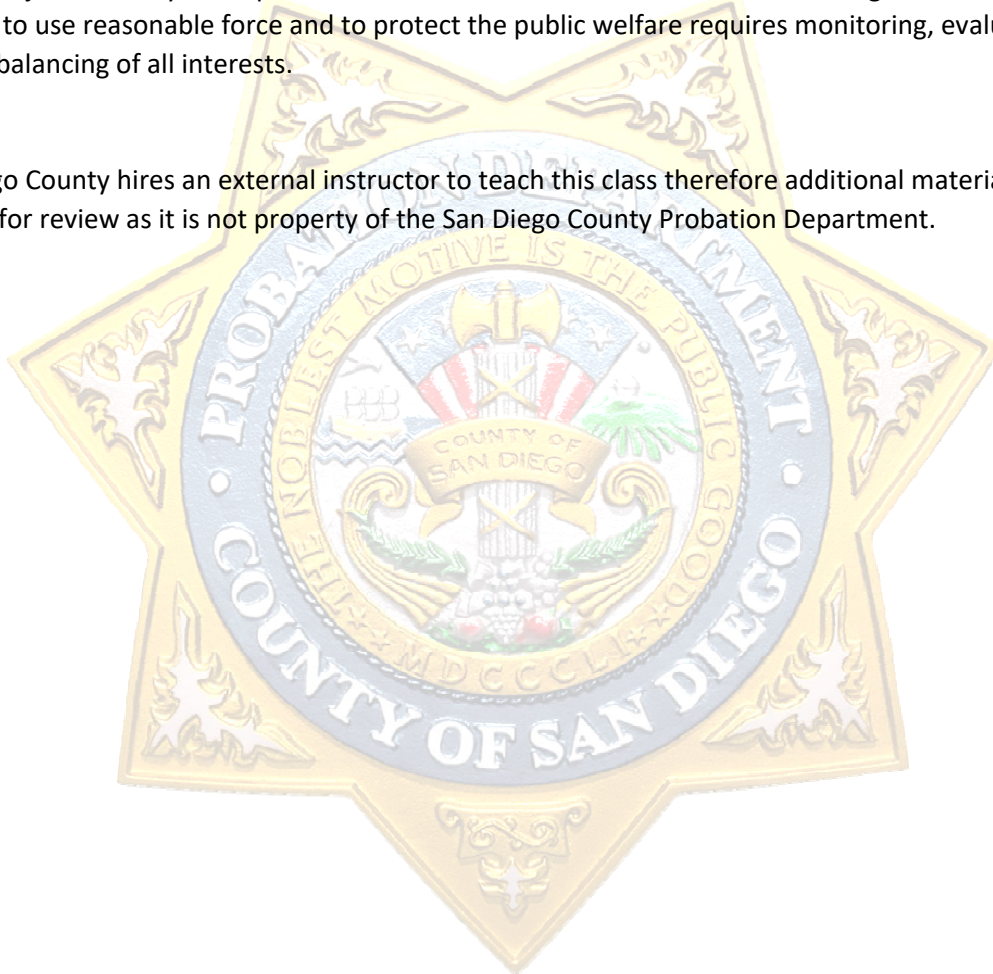 to use reasonable force and to protect the public welfare requires monitoring, evalu
balancing of all interests.
go County hires an external instructor to teach this class therefore additional materia
for review as it is not property of the San Diego County Probation Department.
PROBATION DEPARTMENT
THE NOBLEST MOTIVE IS THE PUBLIC GOOD
COUNTY OF
SAN DIEGO
MDCCCLI
COUNTY OF SAN DIEGO